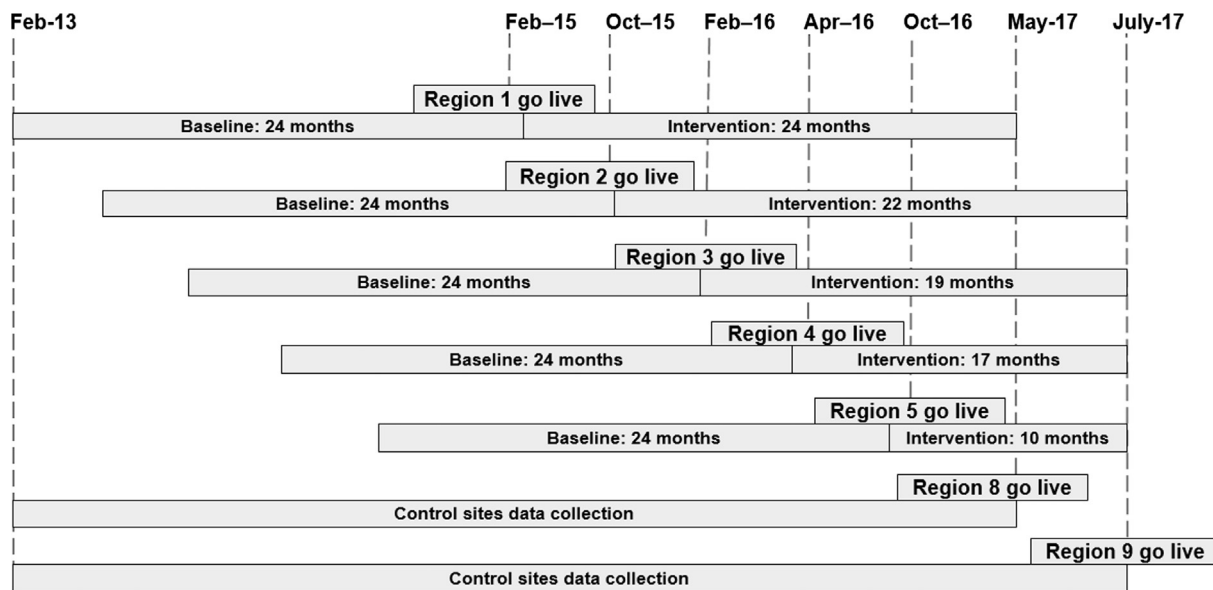 Feb-13 Feb–15 Oct–15 Feb–16 Apr–16 Oct–16 May-17 July-17
Region 1 go live
Baseline: 24 months Intervention: 24 months
Region 2 go live
Baseline: 24 months Intervention: 22 months
Region 3 go live
Baseline: 24 months Intervention: 19 months
Region 4 go live
Baseline: 24 months Intervention: 17 months
Region 5 go live
Baseline: 24 months Intervention: 10 months
Region 8 go live
Control sites data collection
Region 9 go live
Control sites data collection